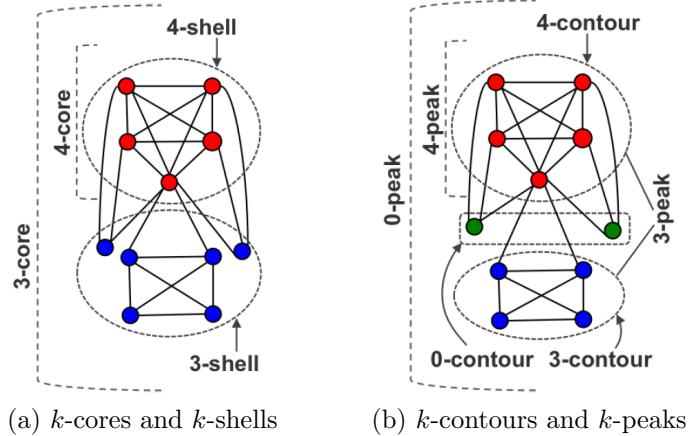 4-shell
4-core
3-core
3-shell
(a) k-cores and k-shells
4-contour
4-peak
0-peak
3-peak
0-contour
3-contour
(b) k-contours and k-peaks